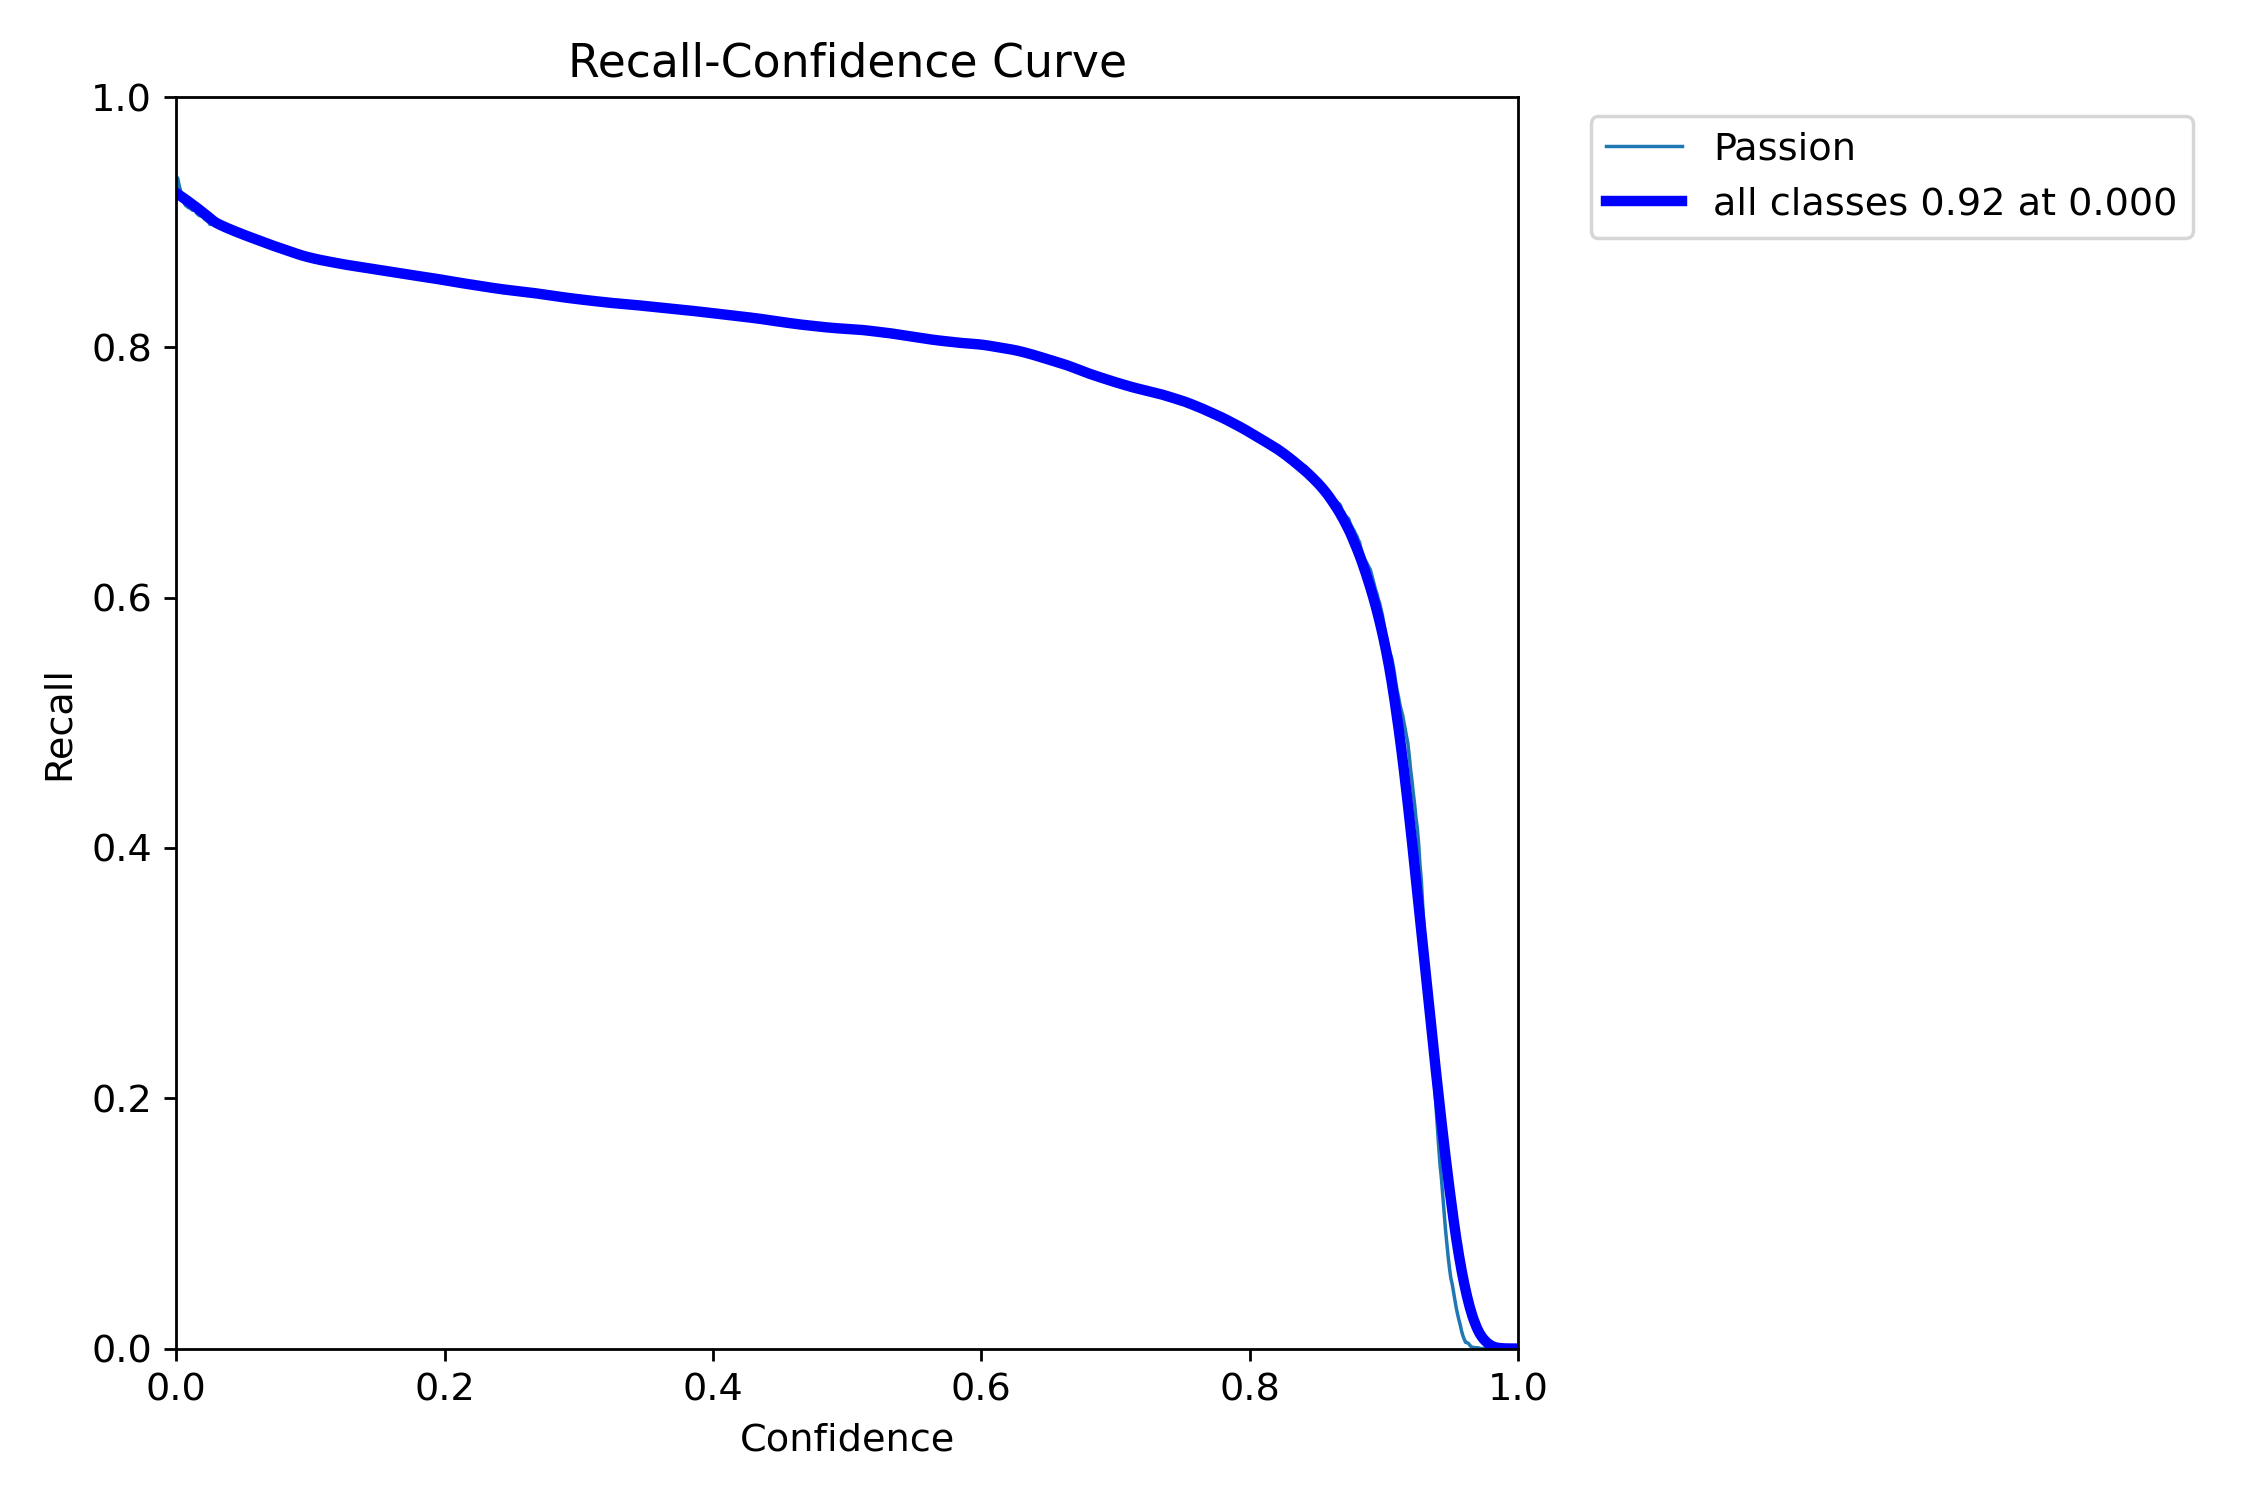 Recall-Confidence Curve
Passion
all classes 0.92 at 0.000
Recall
1.0
0.8
0.6
0.4
0.2
0.0
0.0 0.2 0.4 0.6 0.8 1.0
Confidence